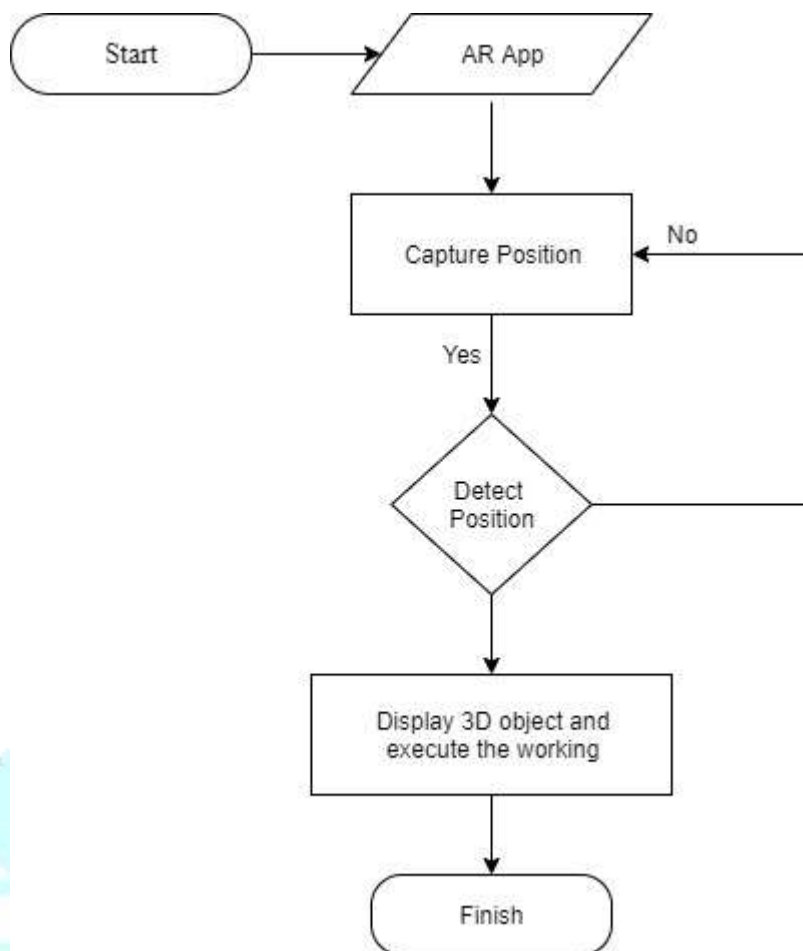 Start
AR App
Capture Position
No
Yes
Detect
Position
Display 3D object and
execute the working
Finish